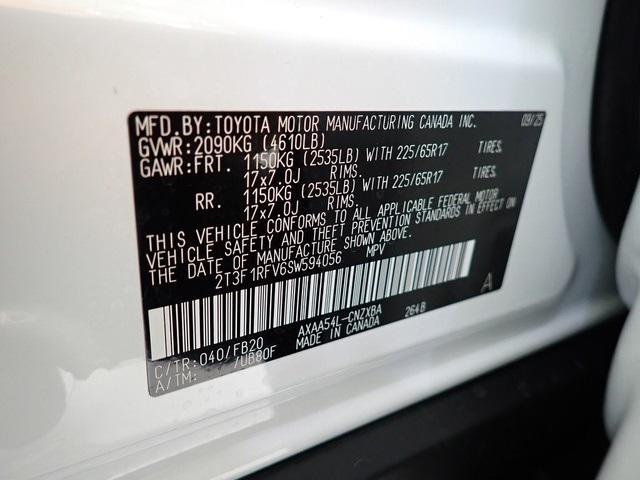 MFD.BY:TOYOTA MOTOR MANUFACTURING CANADA INC. 09/25
GVWR:2090KG (4610LB)
GAWR:FRT. 1150KG (2535LB) WITH 225/65R17 TIRES.
17x7.0J RIMS.
RR. 1150KG (2535LB) WITH 225/65R17 TIRES.
17x7.0J RIMS.
THIS VEHICLE CONFORMS TO ALL APPLICABLE FEDERAL MOTOR
VEHICLE SAFETY AND THEFT PREVENTION STANDARDS IN EFFECT ON
THE DATE OF MANUFACTURE SHOWN ABOVE.
2T3F1RFV6SW594056 MPV
A
C/TR:040/FB20 AXAA54L-CNZXBA 264B
A/TM: /UB80F MADE IN CANADA